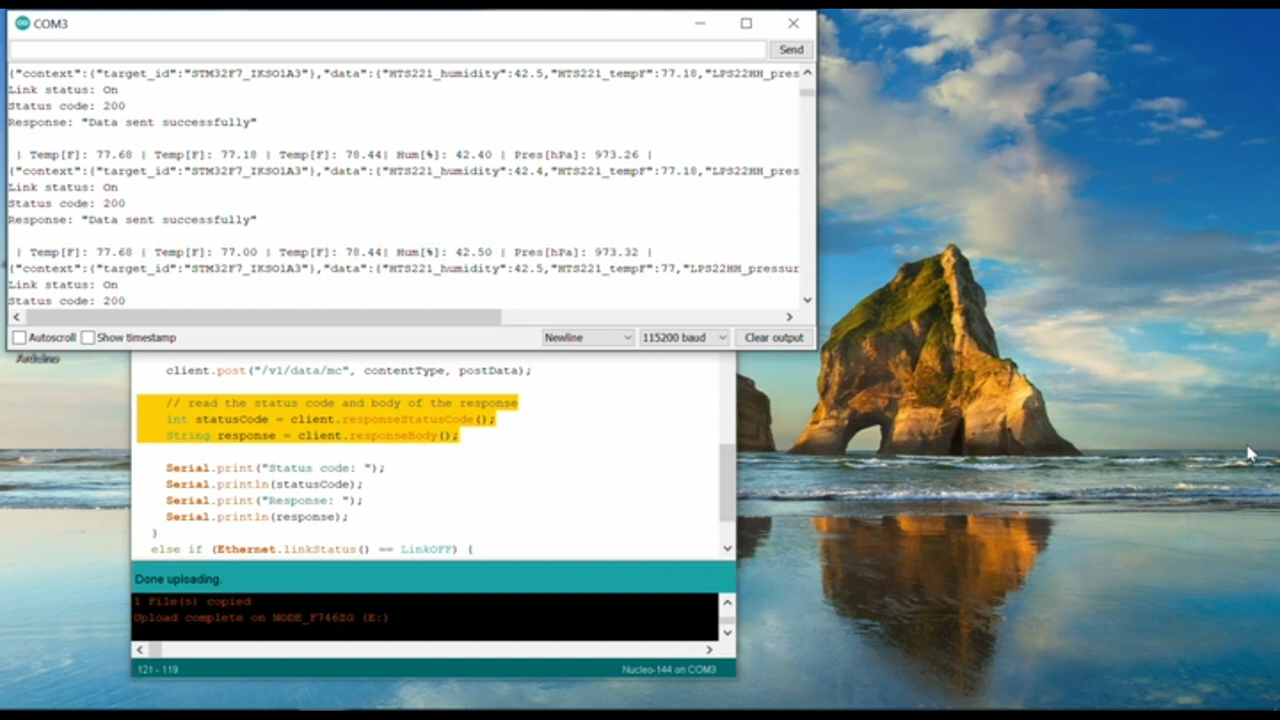 COM3
Send
{"context":{"target_id":"STM32F7_IKS01A3"},"data":{"HTS221_humidity":42.5,"HTS221_tempF":77.18,"LPS22HH_pres
Link status: On
Status code: 200
Response: "Data sent successfully"
| Temp[F]: 77.68 | Temp[F]: 77.18 | Temp[F]: 78.44| Hum[%]: 42.40 | Pres[hPa]: 973.26 |
{"context":{"target_id":"STM32F7_IKS01A3"},"data":{"HTS221_humidity":42.4,"HTS221_tempF":77.18,"LPS22HH_pres
Link status: On
Status code: 200
Response: "Data sent successfully"
| Temp[F]: 77.68 | Temp[F]: 77.00 | Temp[F]: 78.44| Hum[%]: 42.50 | Pres[hPa]: 973.32 |
{"context":{"target_id":"STM32F7_IKS01A3"},"data":{"HTS221_humidity":42.5,"HTS221_tempF":77,"LPS22HH_pressur
Link status: On
Status code: 200
Autoscroll Show timestamp Newline 115200 baud Clear output
Arduino
client.post("/v1/data/mc", contentType, postData);
// read the status code and body of the response
int statusCode = client.responseStatusCode();
String response = client.responseBody();
Serial.print("Status code: ");
Serial.println(statusCode);
Serial.print("Response: ");
Serial.println(response);
}
else if (Ethernet.linkStatus() == LinkOFF) {
Done uploading.
1 File(s) copied
Upload complete on NODE_F746ZG (E:)
121 - 119 Nucleo-144 on COM3